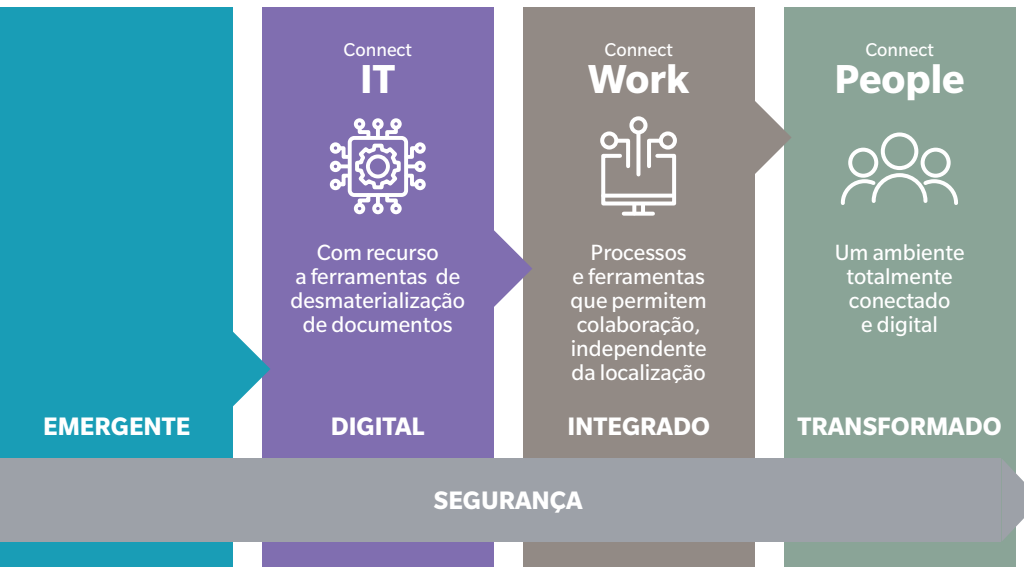 EMERGENTE
Connect
IT
Com recurso
a ferramentas de
desmaterialização
de documentos
DIGITAL
Connect
Work
Processos
e ferramentas
que permitem
colaboração,
independente
da localização
INTEGRADO
Connect
People
Um ambiente
totalmente
conectado
e digital
TRANSFORMADO
SEGURANÇA